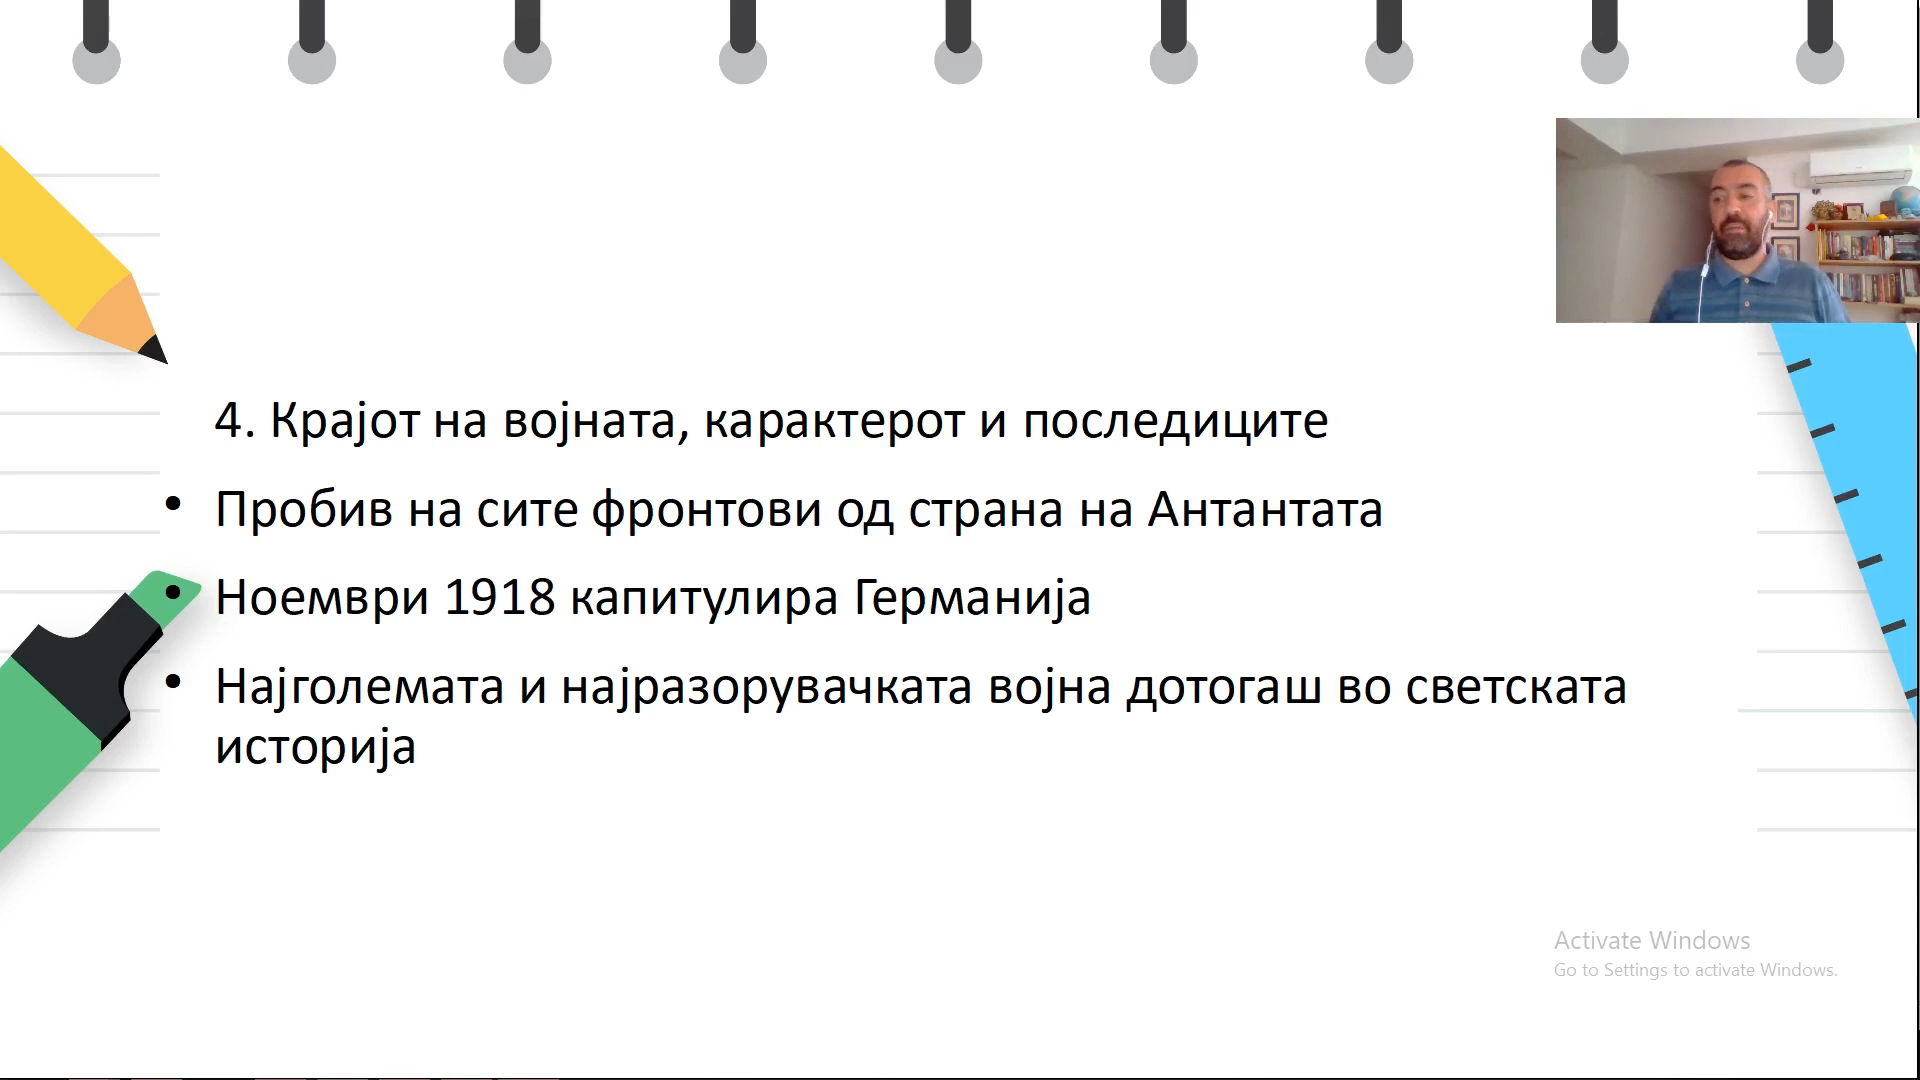 4. Крајот на војната, карактерот и последиците
• Пробив на сите фронтови од страна на Антантата
• Ноември 1918 капитулира Германија
• Најголемата и најразорувачката војна дотогаш во светската
историја
Activate Windows
Go to Settings to activate Windows.